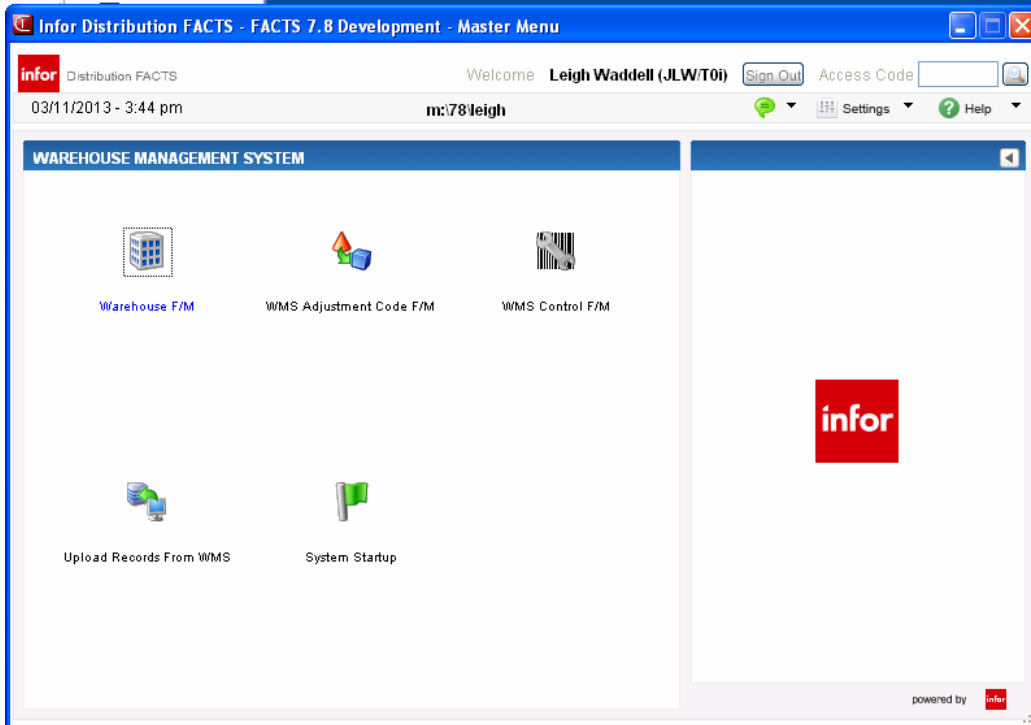 Infor Distribution FACTS - FACTS 7.8 Development - Master Menu
infor Distribution FACTS Welcome Leigh Waddell (JLW/T0i) Sign Out Access Code
03/11/2013 - 3:44 pm m:\78\leigh Settings Help
WAREHOUSE MANAGEMENT SYSTEM
Warehouse F/M WMS Adjustment Code F/M WMS Control F/M
infor
Upload Records From WMS System Startup
powered by infor